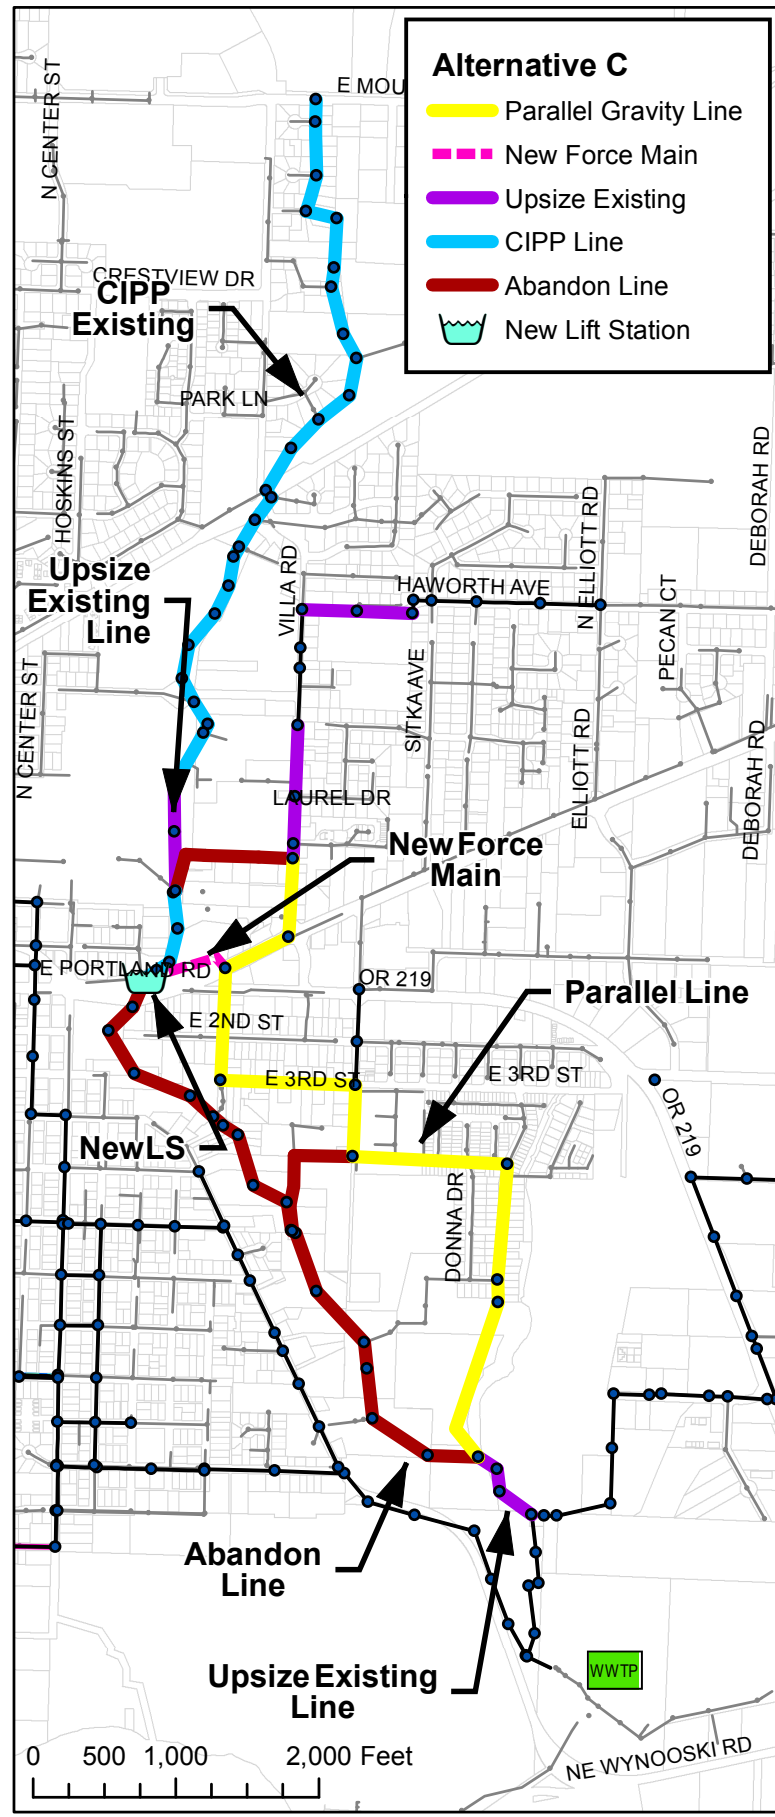 N CENTER ST
E MOU
Alternative C
Parallel Gravity Line
New Force Main
Upsize Existing
CIPP Line
Abandon Line
New Lift Station
CRESTVIEW DR
CIPP
Existing
PARK LN
HOSKINS ST
DEBORAH RD
N ELLIOTT RD
Upsize
Existing
Line
VILLA RD
HAWORTH AVE
PECAN CT
SITKA AVE
N CENTER ST
ELLIOTT RD
DEBORAH RD
LAUREL DR
New Force
Main
E PORTLAND RD
OR 219
Parallel Line
E 2ND ST
E 3RD ST
E 3RD ST
OR 219
New LS
DONNA DR
Abandon
Line
Upsize Existing
Line
WWTP
NE WYNOOSKI RD
0 500 1,000 2,000 Feet